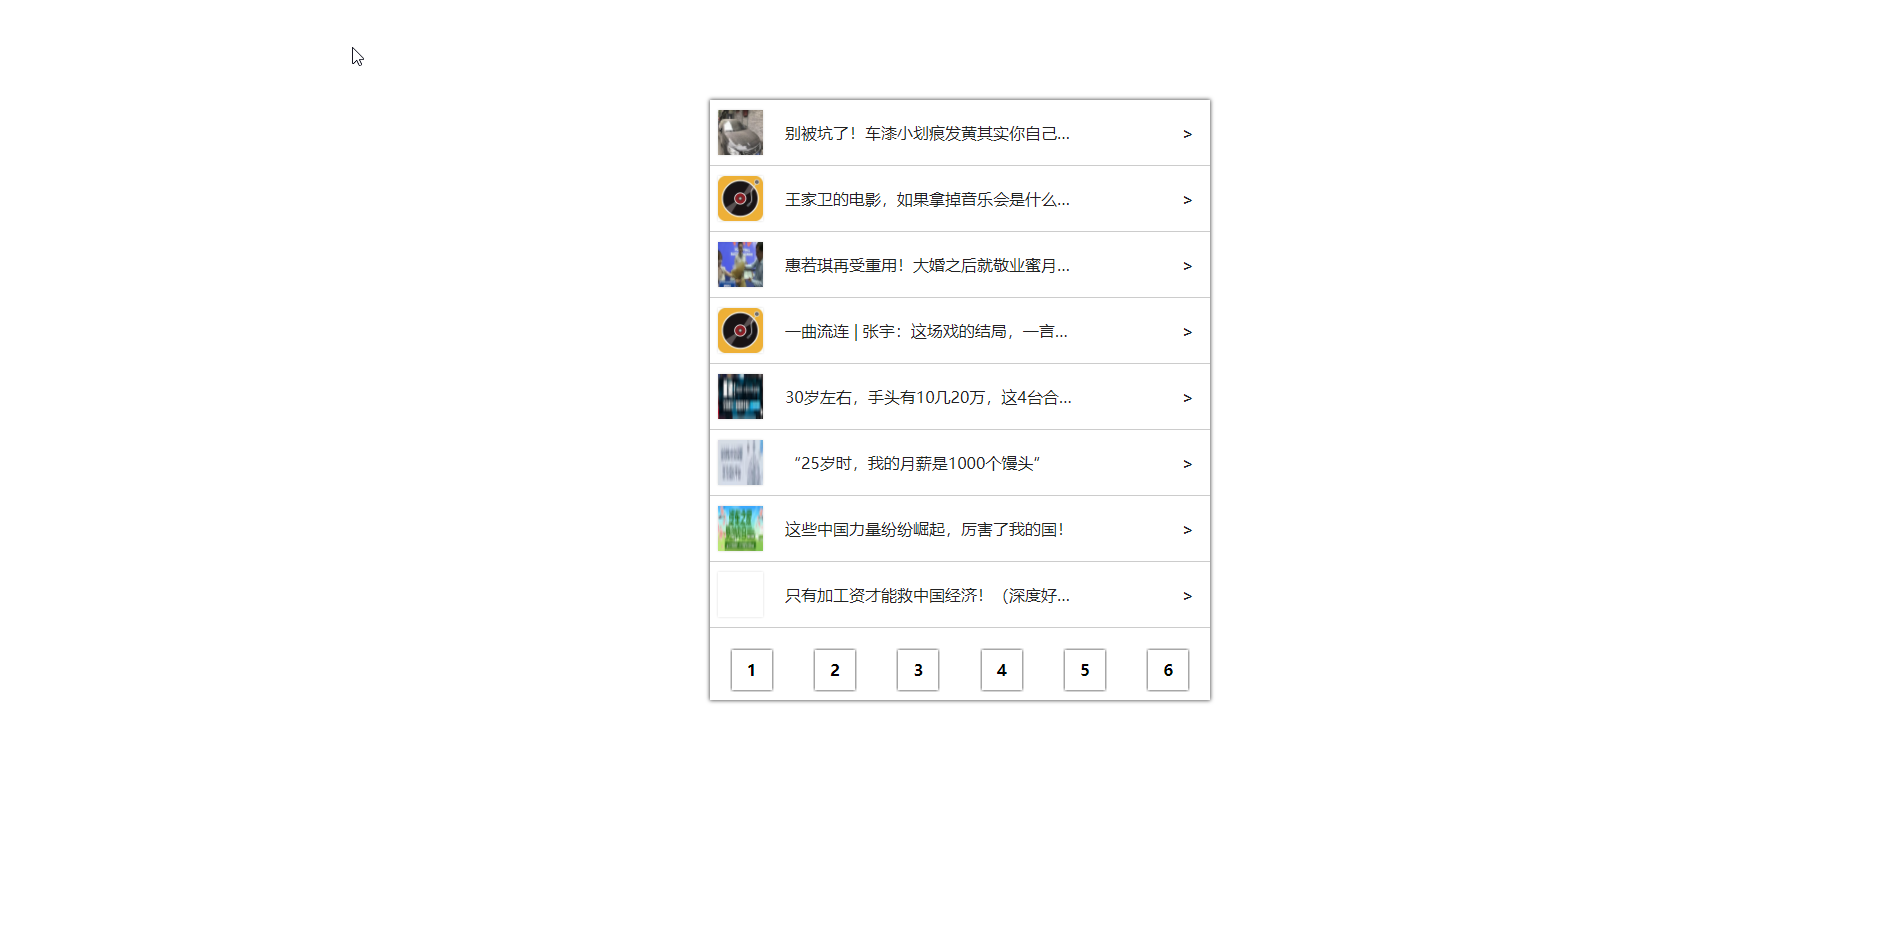 别被坑了！车漆小划痕发黄其实你自己...
>
王家卫的电影，如果拿掉音乐会是什么...
>
惠若琪再受重用！大婚之后就敬业蜜月...
>
一曲流连 | 张宇：这场戏的结局，一言...
>
30岁左右，手头有10几20万，这4台合...
>
“25岁时，我的月薪是1000个馒头”
>
这些中国力量纷纷崛起，厉害了我的国！
>
只有加工资才能救中国经济！（深度好...
>
1 2 3 4 5 6